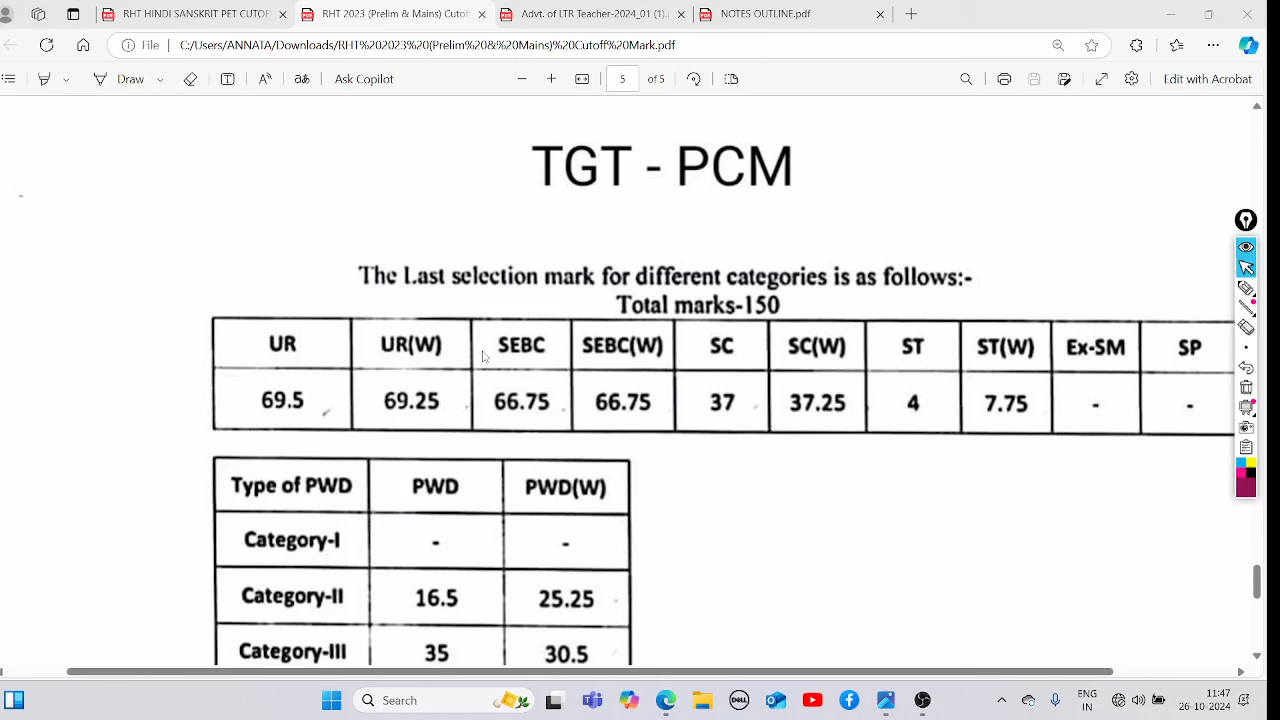 RHT HINDI SANSKRIT PET CUTOF
RHT 2023 (Prelim & Mains) Cutof
Adv. of LTR Teacher-2024_01 (1).
NOTES OUTLINE.pdf
File
C:/Users/ANNATA/Downloads/RHT%202023%20(Prelim%20&%20Mains)%20Cutoff%20Mark.pdf
Draw
Ask Copilot
5 of 5
Edit with Acrobat
TGT - PCM
The Last selection mark for different categories is as follows:-
Total marks-150
UR UR(W) SEBC SEBC(W) SC SC(W) ST ST(W) Ex-SM SP
69.5 69.25 66.75 66.75 37 37.25 4 7.75 - -
Type of PWD PWD PWD(W)
Category-I - -
Category-II 16.5 25.25
Category-III 35 30.5
Search
DELL
ENG
IN
26-10-2024